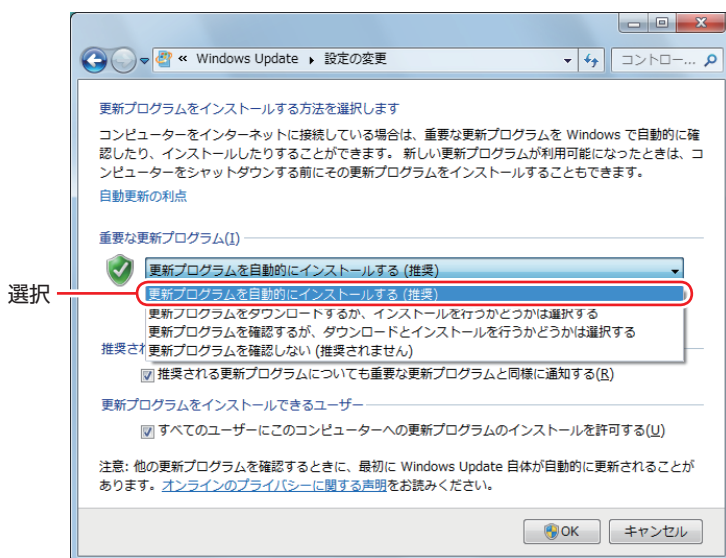 « Windows Update ▸ 設定の変更
コントロー...
更新プログラムをインストールする方法を選択します
コンピューターをインターネットに接続している場合は、重要な更新プログラムを Windows で自動的に確
認したり、インストールしたりすることができます。 新しい更新プログラムが利用可能になったときは、コ
ンピューターをシャットダウンする前にその更新プログラムをインストールすることもできます。
自動更新の利点
重要な更新プログラム(I)
更新プログラムを自動的にインストールする (推奨)
選択
更新プログラムを自動的にインストールする (推奨)
更新プログラムをダウンロードするが、インストールを行うかどうかは選択する
更新プログラムを確認するが、ダウンロードとインストールを行うかどうかは選択する
推奨さ
更新プログラムを確認しない (推奨されません)
推奨される更新プログラムについても重要な更新プログラムと同様に通知する(R)
更新プログラムをインストールできるユーザー
すべてのユーザーにこのコンピューターへの更新プログラムのインストールを許可する(U)
注意: 他の更新プログラムを確認するときに、最初に Windows Update 自体が自動的に更新されることが
あります。オンラインのプライバシーに関する声明をお読みください。
OK
キャンセル